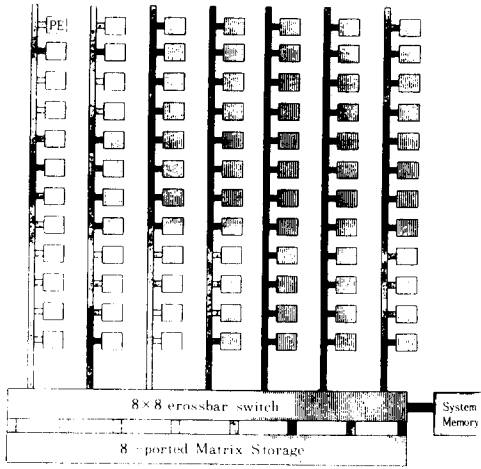 PE
8×8 crossbar switch
System
Memory
8-ported Matrix Storage